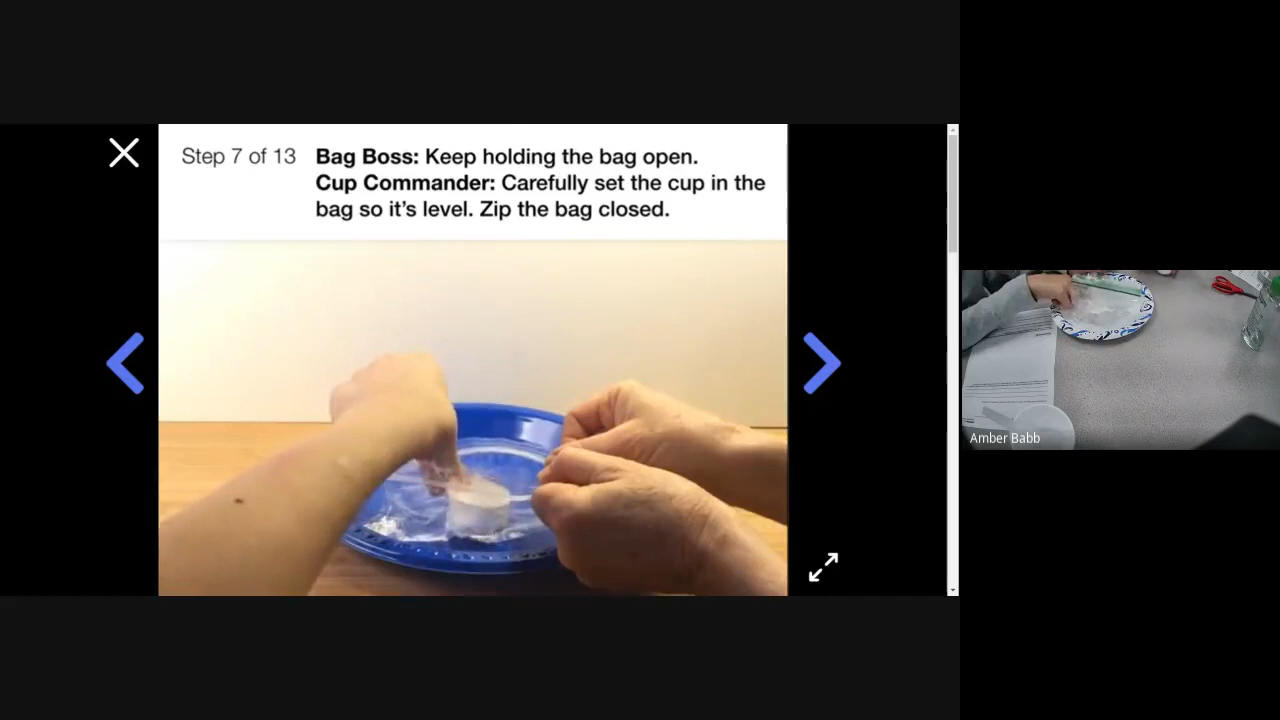 Step 7 of 13
Bag Boss: Keep holding the bag open.
Cup Commander: Carefully set the cup in the
bag so it's level. Zip the bag closed.
Amber Babb